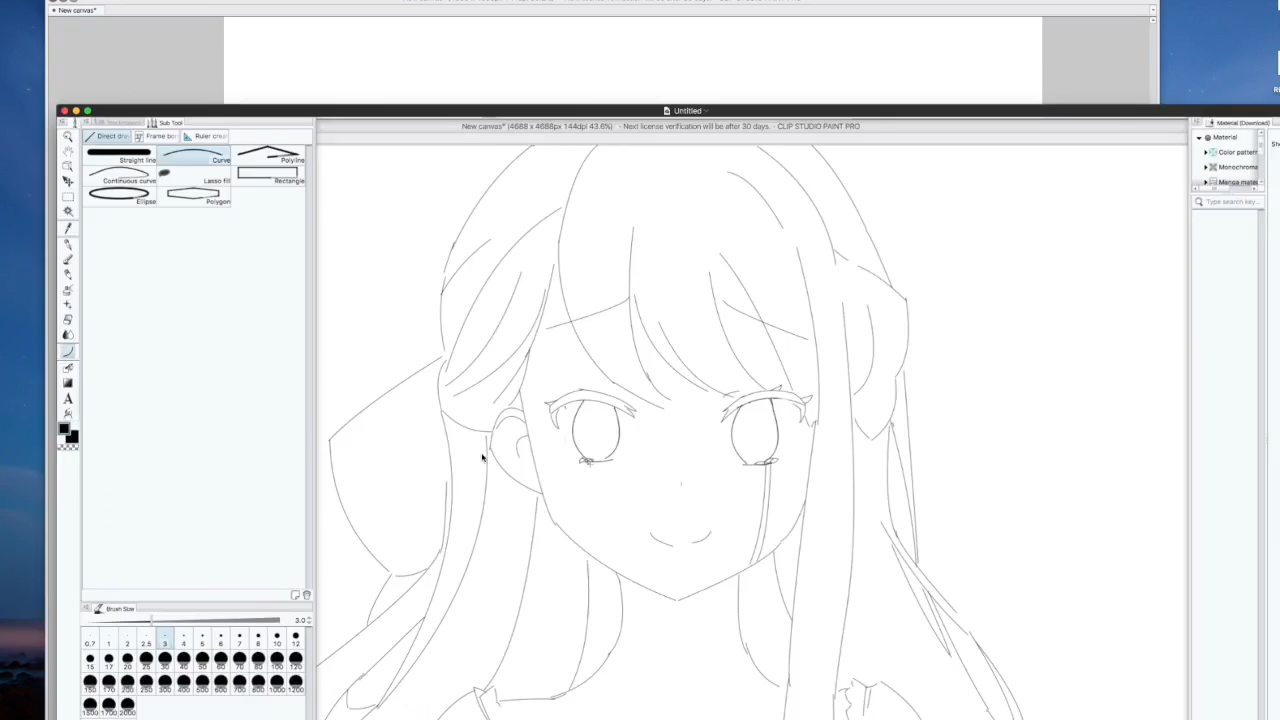 New canvas*
Untitled
Sub Tool
New canvas* (4688 x 4688px 144dpi 43.6%) - Next license verification will be after 30 days. - CLIP STUDIO PAINT PRO
Material (Download)
Direct dra
Frame bor
Ruler crea
Material
Straight line
Curve
Polyline
Color pattern
Monochroma
Continuous curve
Lasso fill
Rectangle
Manga mater
Ellipse
Polygon
Type search key...
Brush Size
3.0
0.7 1 2 2.5 3 4 5 6 7 8 10 12
15 17 20 25 30 40 50 60 70 80 100 120
150 170 200 250 300 400 500 600 700 800 1000 1200
1500 1700 2000
A